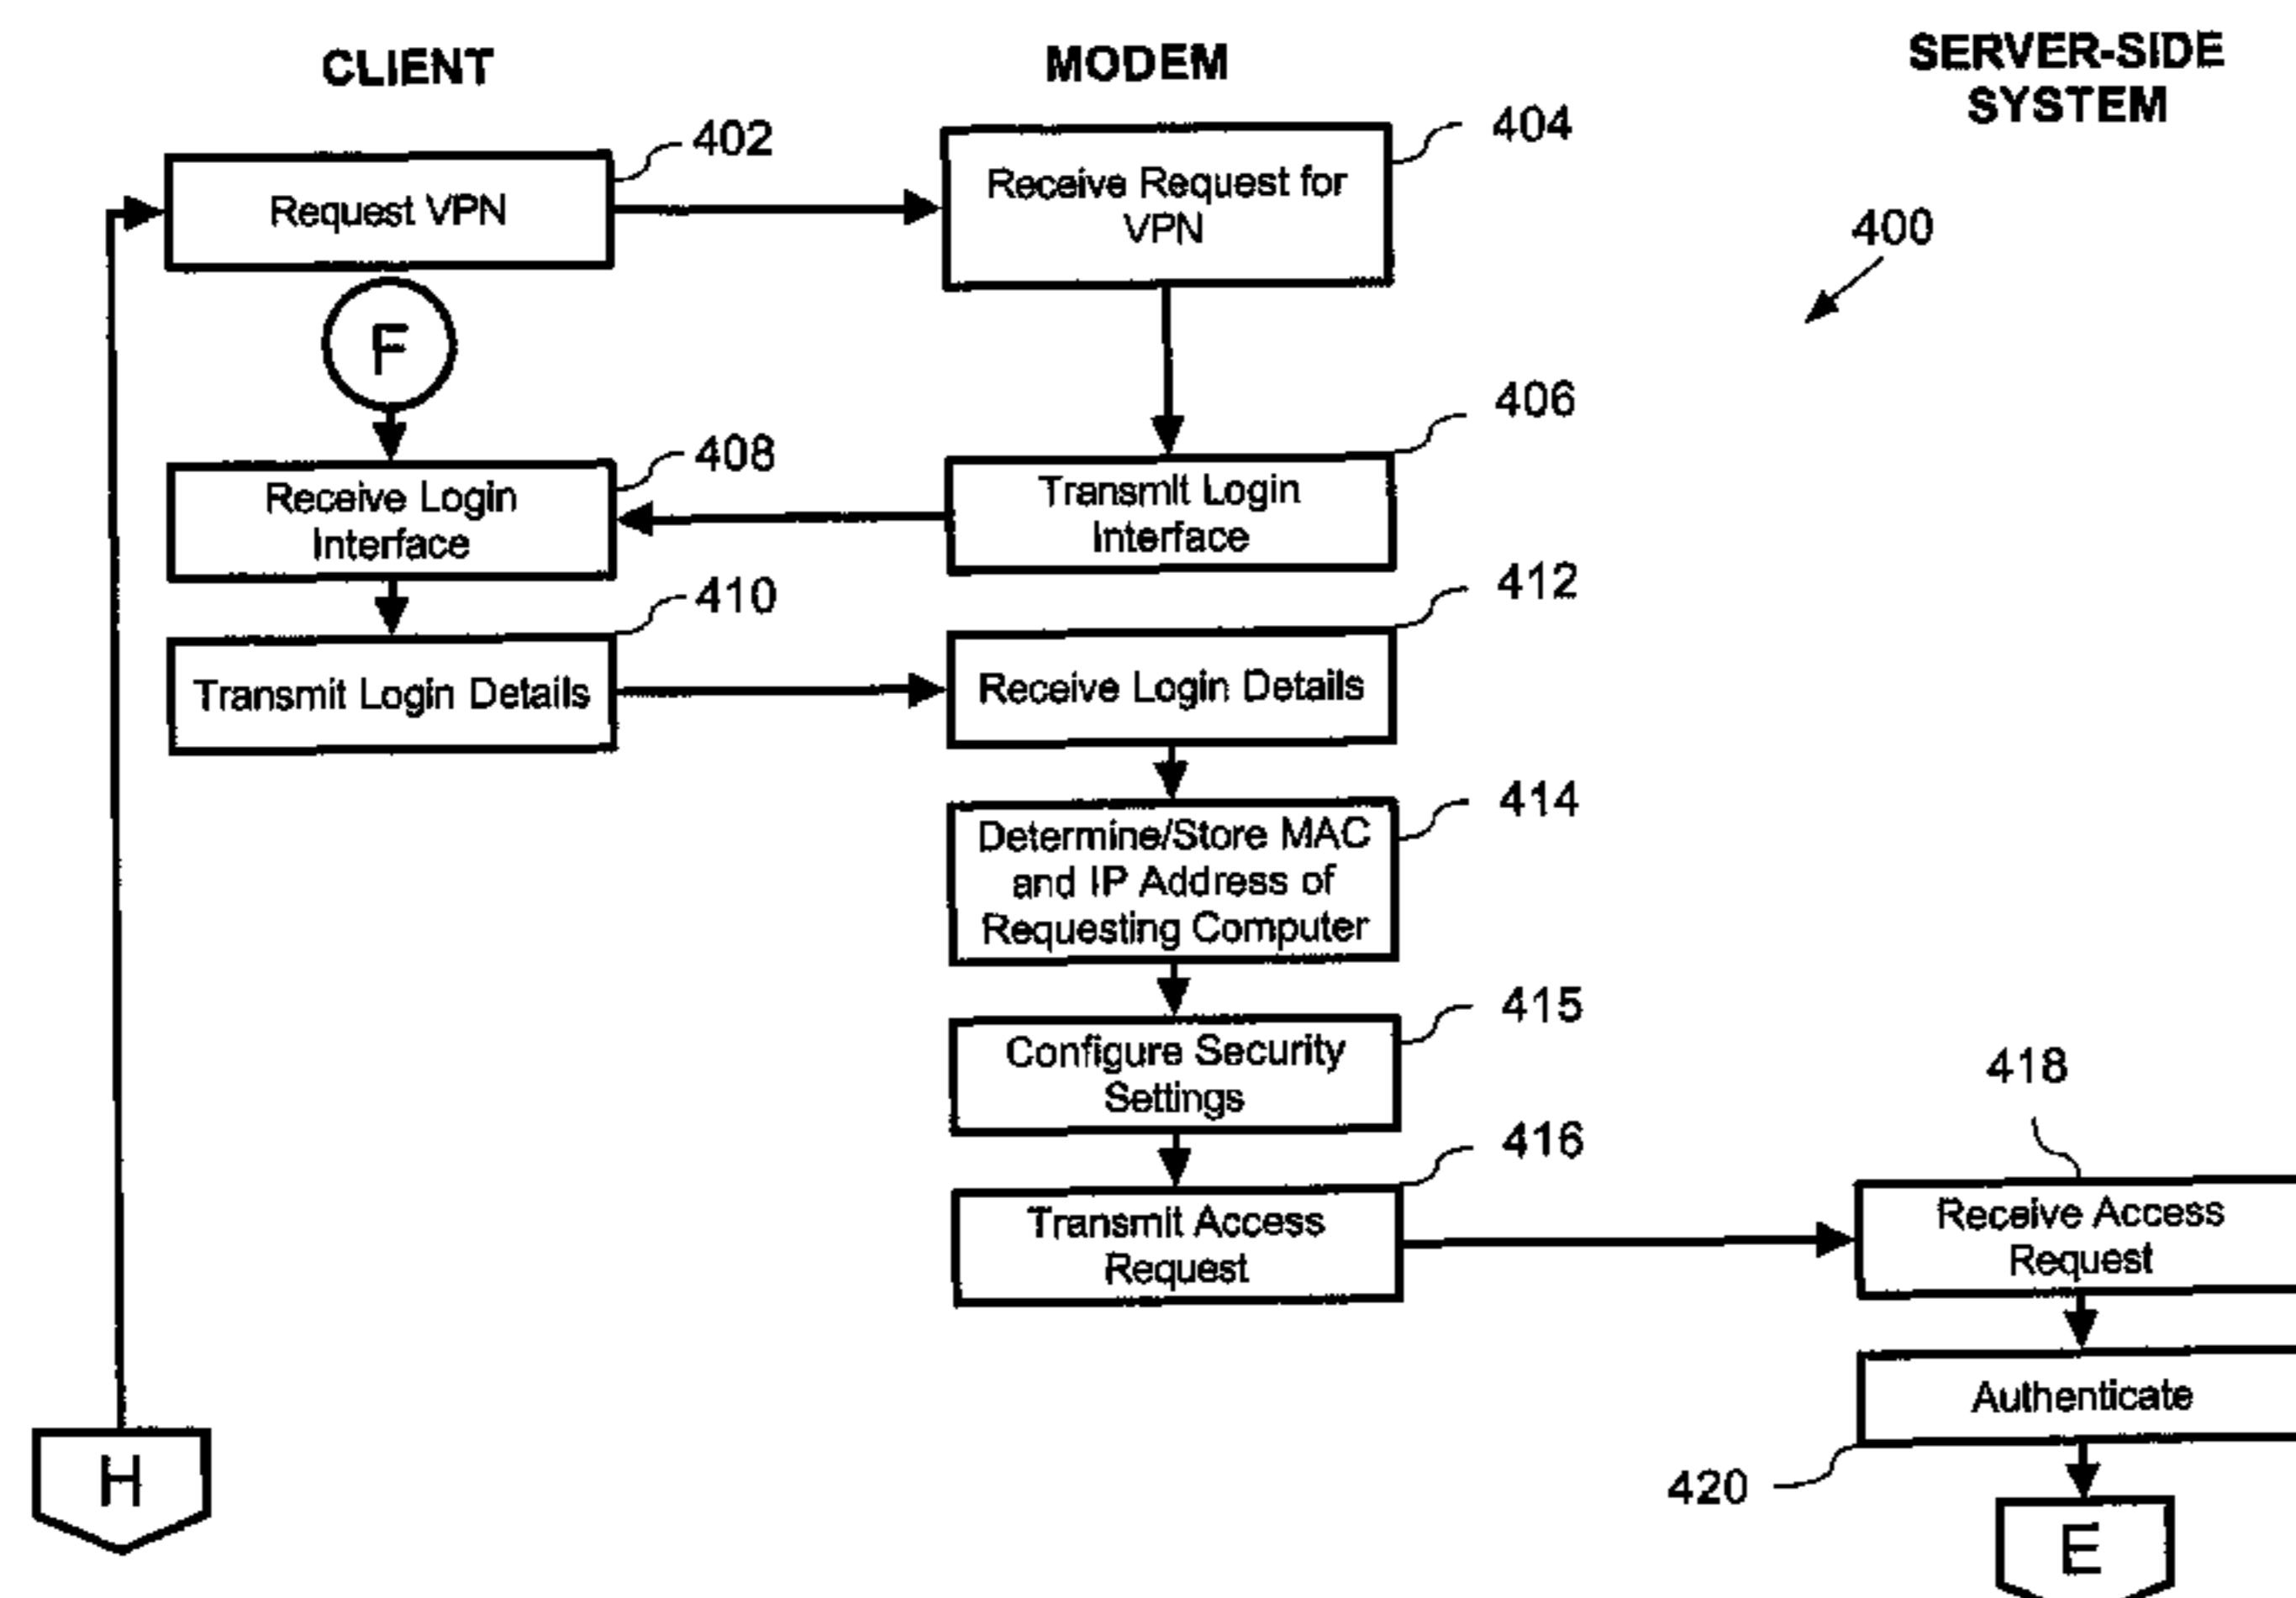 CLIENT
MODEM
SERVER-SIDE
SYSTEM
402
404
Request VPN
Receive Request for
VPN
400
F
406
408
Receive Login
Interface
Transmit Login
Interface
410
412
Transmit Login Details
Receive Login Details
414
Determine/Store MAC
and IP Address of
Requesting Computer
415
Configure Security
Settings
416
418
Transmit Access
Request
Receive Access
Request
Authenticate
420
H
E